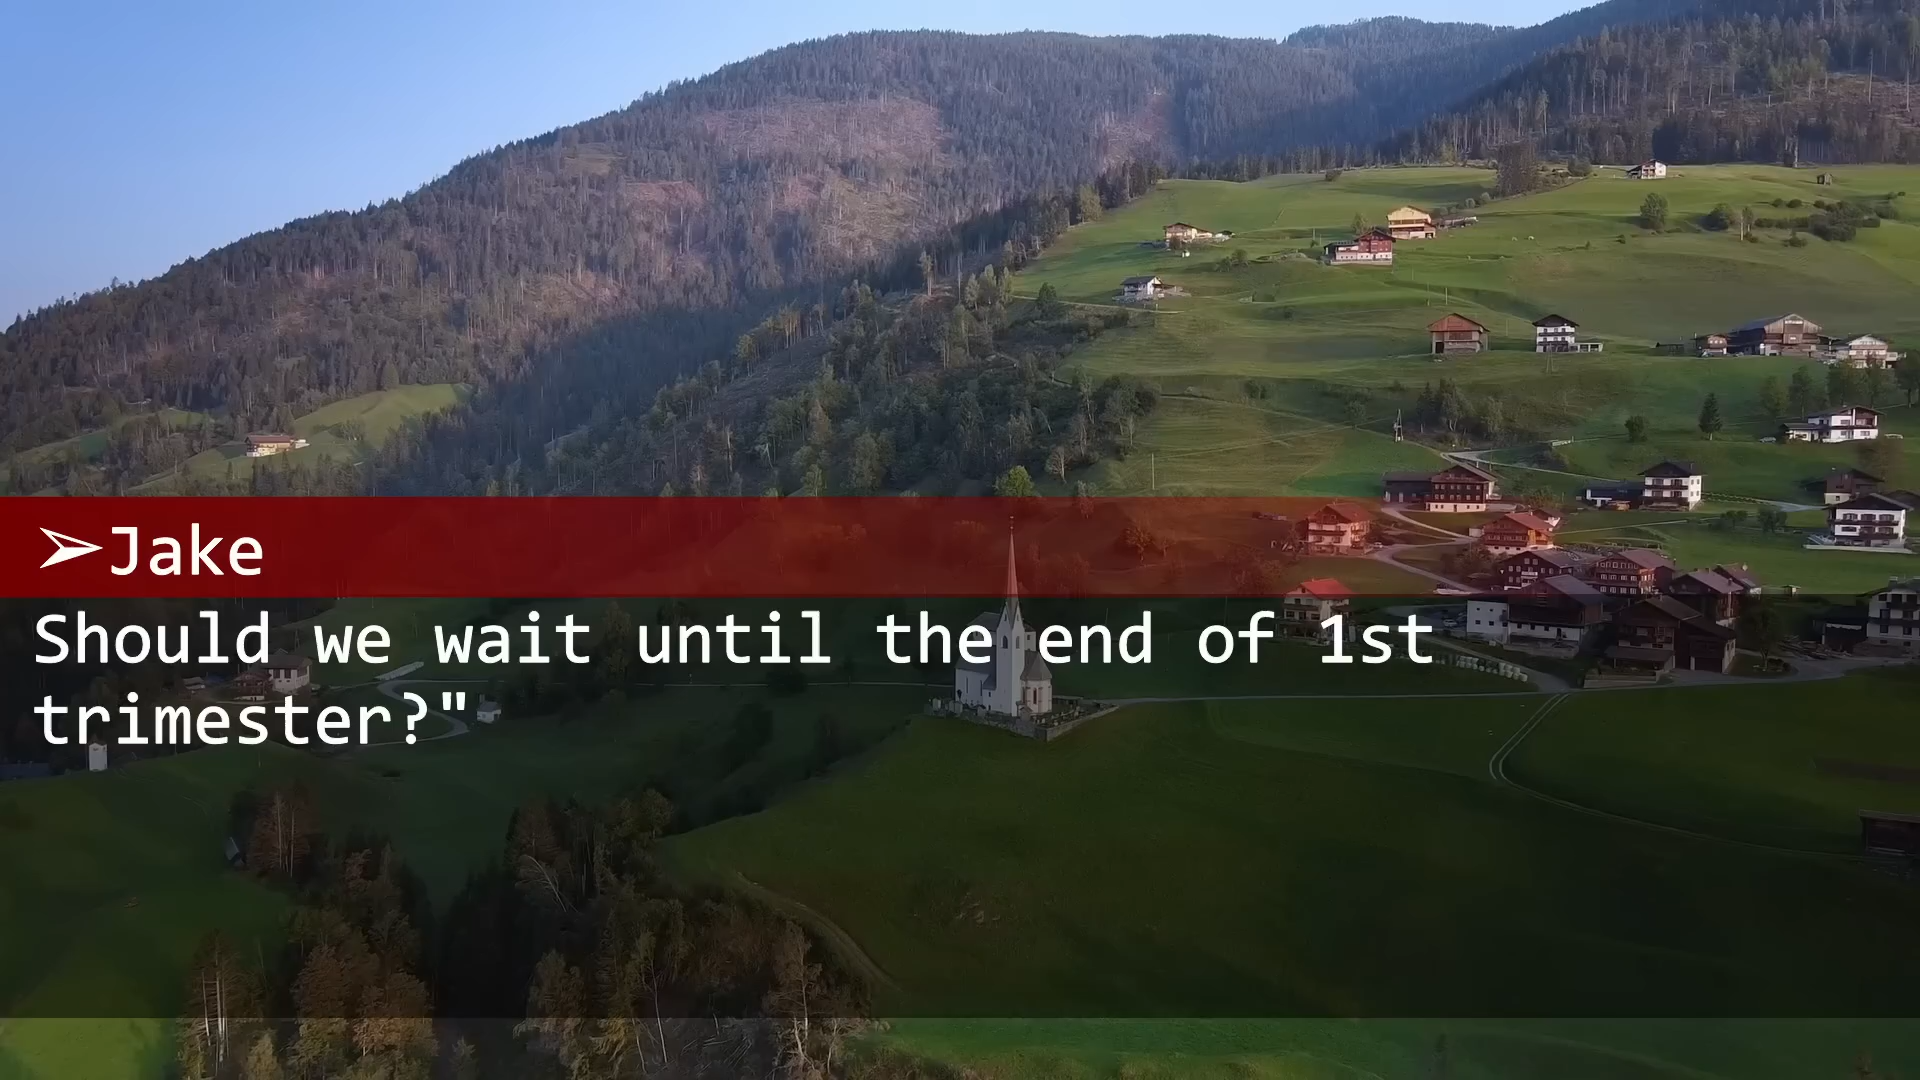 ➢Jake
Should we wait until the end of 1st
trimester?"